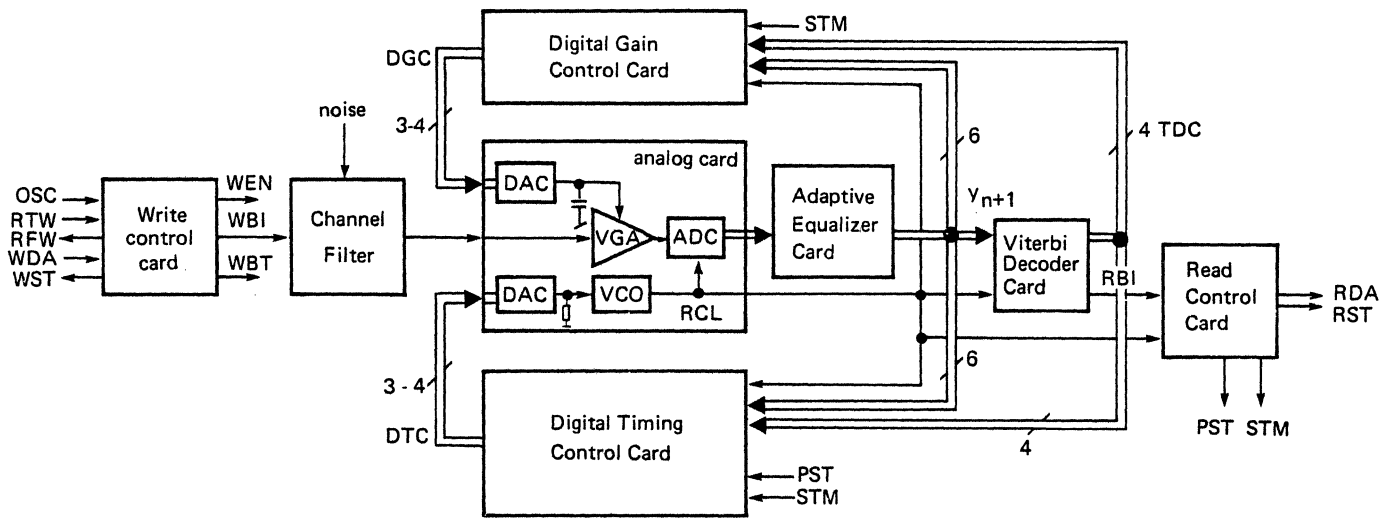 STM
Digital Gain
Control Card
DGC
3-4
noise
6
4 TDC
analog card
DAC
VGA
ADC
DAC
VCO
RCL
OSC
RTW
RFW
WDA
WST
Write
control
card
WEN
WBI
WBT
Channel
Filter
Adaptive
Equalizer
Card
yn+1
Viterbi
Decoder
Card
RBI
Read
Control
Card
RDA
RST
PST STM
3 - 4
DTC
6
4
Digital Timing
Control Card
PST
STM